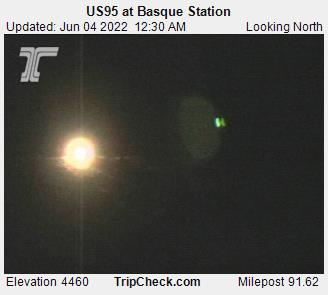 US95 at Basque Station
Updated: Jun 04 2022 12:30 AM Looking North
Elevation 4460 TripCheck.com Milepost 91.62